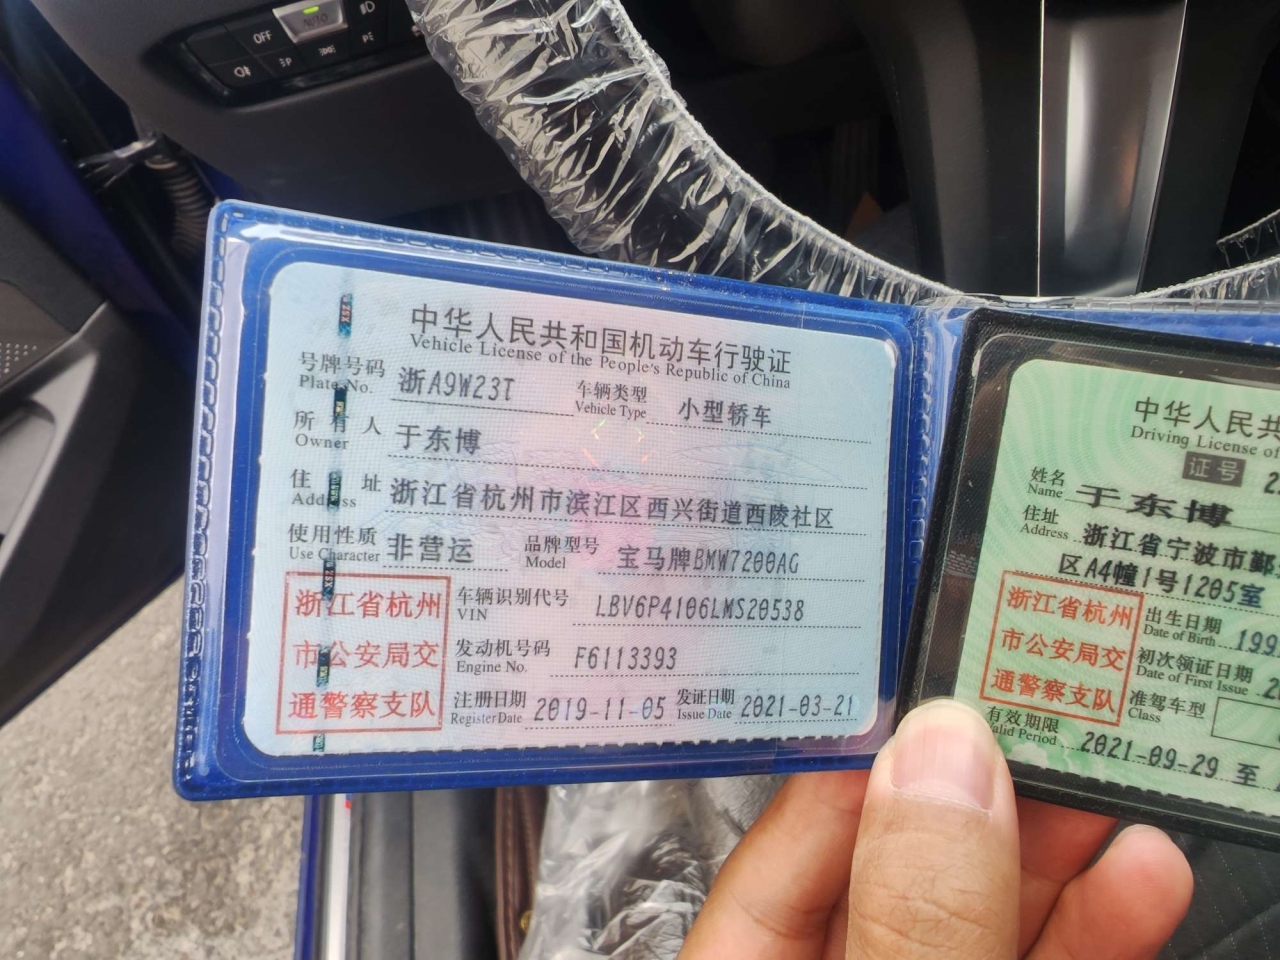 OFF
AUTO
中华人民共和国机动车行驶证
Vehicle License of the People's Republic of China
号牌号码 浙A9W23T 车辆类型 小型轿车
Plate No. Vehicle Type
所有人 于东博
Owner
住址 浙江省杭州市滨江区西兴街道西陵社区
Address
使用性质 非营运 品牌型号 宝马牌BMW7200AG
Use Character Model
浙江省杭州
市公安局交
通警察支队
车辆识别代号 LBV6P4106LMS20538
VIN
发动机号码 F6113393
Engine No.
注册日期 2019-11-05 发证日期 2021-03-21
Register Date Issue Date
中华人民共
Driving License of
证号 2
姓名 于东博
Name
住址 浙江省宁波市鄞
Address
区A4幢1号1205室
浙江省杭州
市公安局交
通警察支队
出生日期 199
Date of Birth
初次领证日期 2
Date of First Issue
准驾车型
Class
有效期限 2021-09-29 至
Valid Period